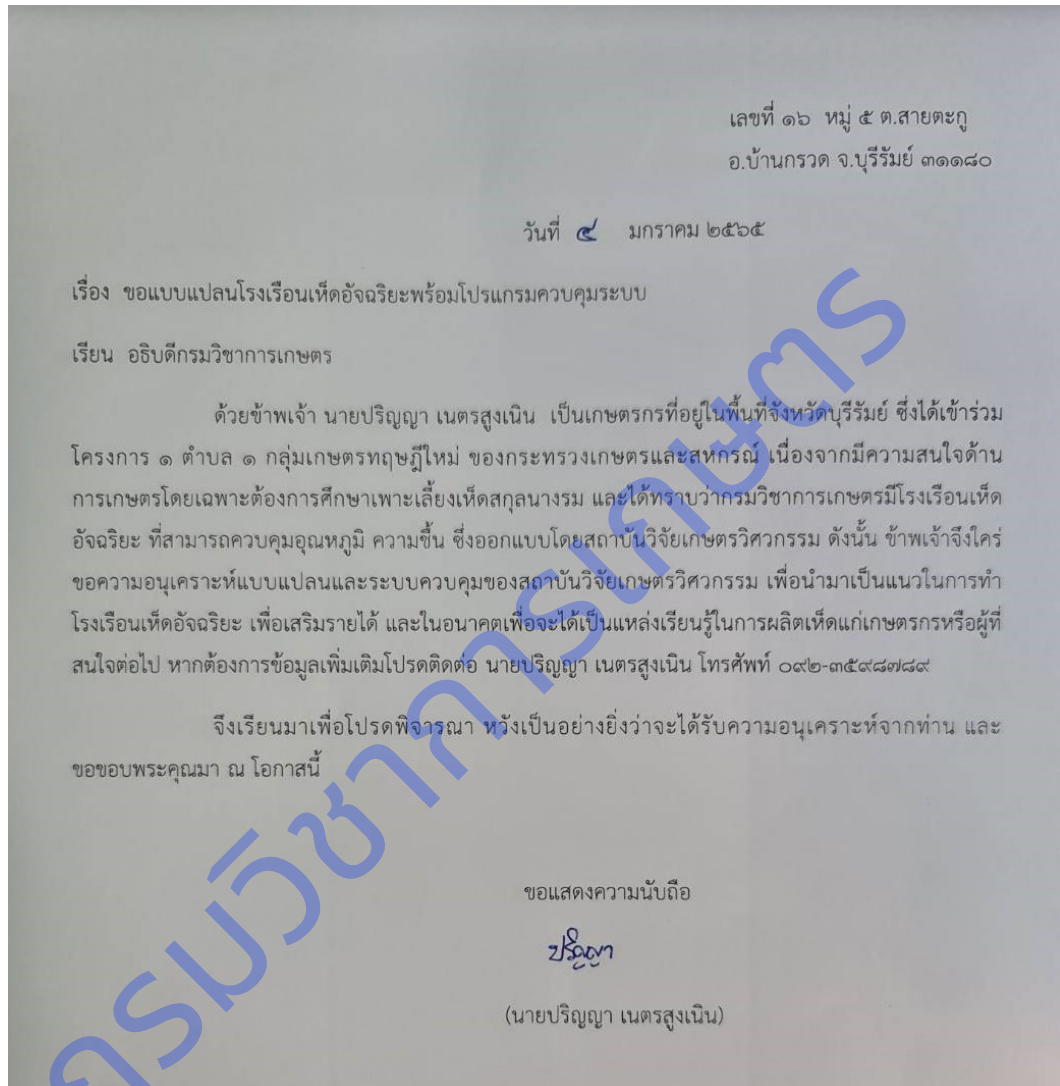 เลขที่ ๑๖ หมู่ ๕ ต.สายตะกู
อ.บ้านกรวด จ.บุรีรัมย์ ๓๑๑๘๐
วันที่ ๔ มกราคม ๒๕๖๕
เรื่อง ขอแบบแปลนโรงเรือนเห็ดอัจฉริยะพร้อมโปรแกรมควบคุมระบบ
เรียน อธิบดีกรมวิชาการเกษตร
ด้วยข้าพเจ้า นายปริญญา เนตรสูงเนิน เป็นเกษตรกรที่อยู่ในพื้นที่จังหวัดบุรีรัมย์ ซึ่งได้เข้าร่วม
โครงการ ๑ ตำบล ๑ กลุ่มเกษตรทฤษฎีใหม่ ของกระทรวงเกษตรและสหกรณ์ เนื่องจากมีความสนใจด้าน
การเกษตรโดยเฉพาะต้องการศึกษาเพาะเลี้ยงเห็ดสกุลนางรม และได้ทราบว่ากรมวิชาการเกษตรมีโรงเรือนเห็ด
อัจฉริยะ ที่สามารถควบคุมอุณหภูมิ ความชื้น ซึ่งออกแบบโดยสถาบันวิจัยเกษตรวิศวกรรม ดังนั้น ข้าพเจ้าจึงใคร่
ขอความอนุเคราะห์แบบแปลนและระบบควบคุมของสถาบันวิจัยเกษตรวิศวกรรม เพื่อนำมาเป็นแนวในการทำ
โรงเรือนเห็ดอัจฉริยะ เพื่อเสริมรายได้ และในอนาคตเพื่อจะได้เป็นแหล่งเรียนรู้ในการผลิตเห็ดแก่เกษตรกรหรือผู้ที่
สนใจต่อไป หากต้องการข้อมูลเพิ่มเติมโปรดติดต่อ นายปริญญา เนตรสูงเนิน โทรศัพท์ ๐๙๒-๓๕๙๘๗๘๙
จึงเรียนมาเพื่อโปรดพิจารณา หวังเป็นอย่างยิ่งว่าจะได้รับความอนุเคราะห์จากท่าน และ
ขอขอบพระคุณมา ณ โอกาสนี้
ขอแสดงความนับถือ
ปริญญา
(นายปริญญา เนตรสูงเนิน)
กรมวิชาการเกษตร